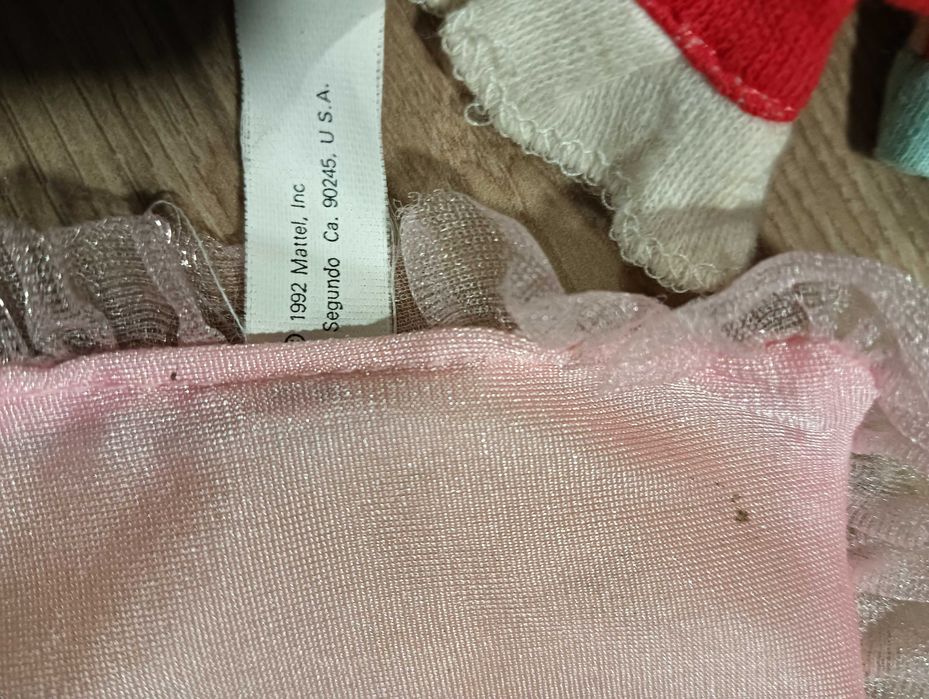 © 1992 Mattel, Inc
Segundo Ca. 90245, U S.A.